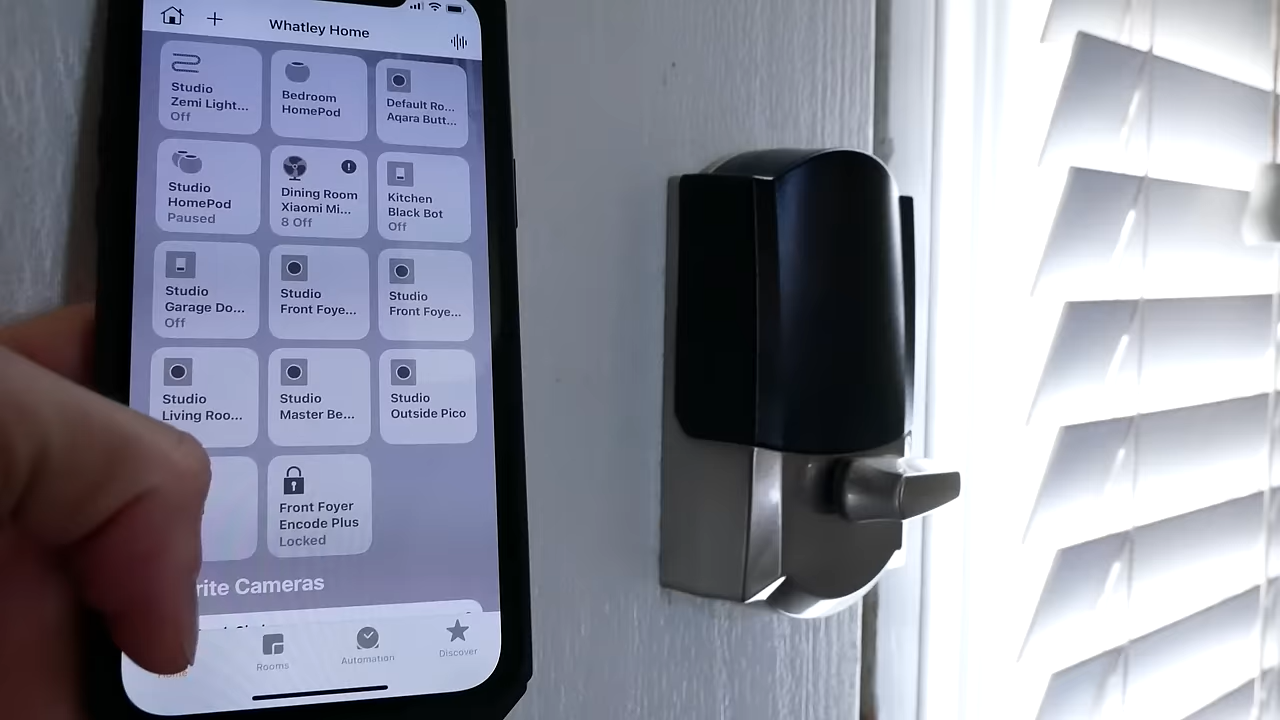 Whatley Home
Studio
Zemi Light...
Off
Bedroom
HomePod
Default Ro...
Aqara Butt...
Studio
HomePod
Paused
Dining Room
Xiaomi Mi...
8 Off
Kitchen
Black Bot
Off
Studio
Garage Do...
Off
Studio
Front Foye...
Studio
Front Foye...
Studio
Living Roo...
Studio
Master Be...
Studio
Outside Pico
Front Foyer
Encode Plus
Locked
rite Cameras
Home
Rooms
Automation
Discover